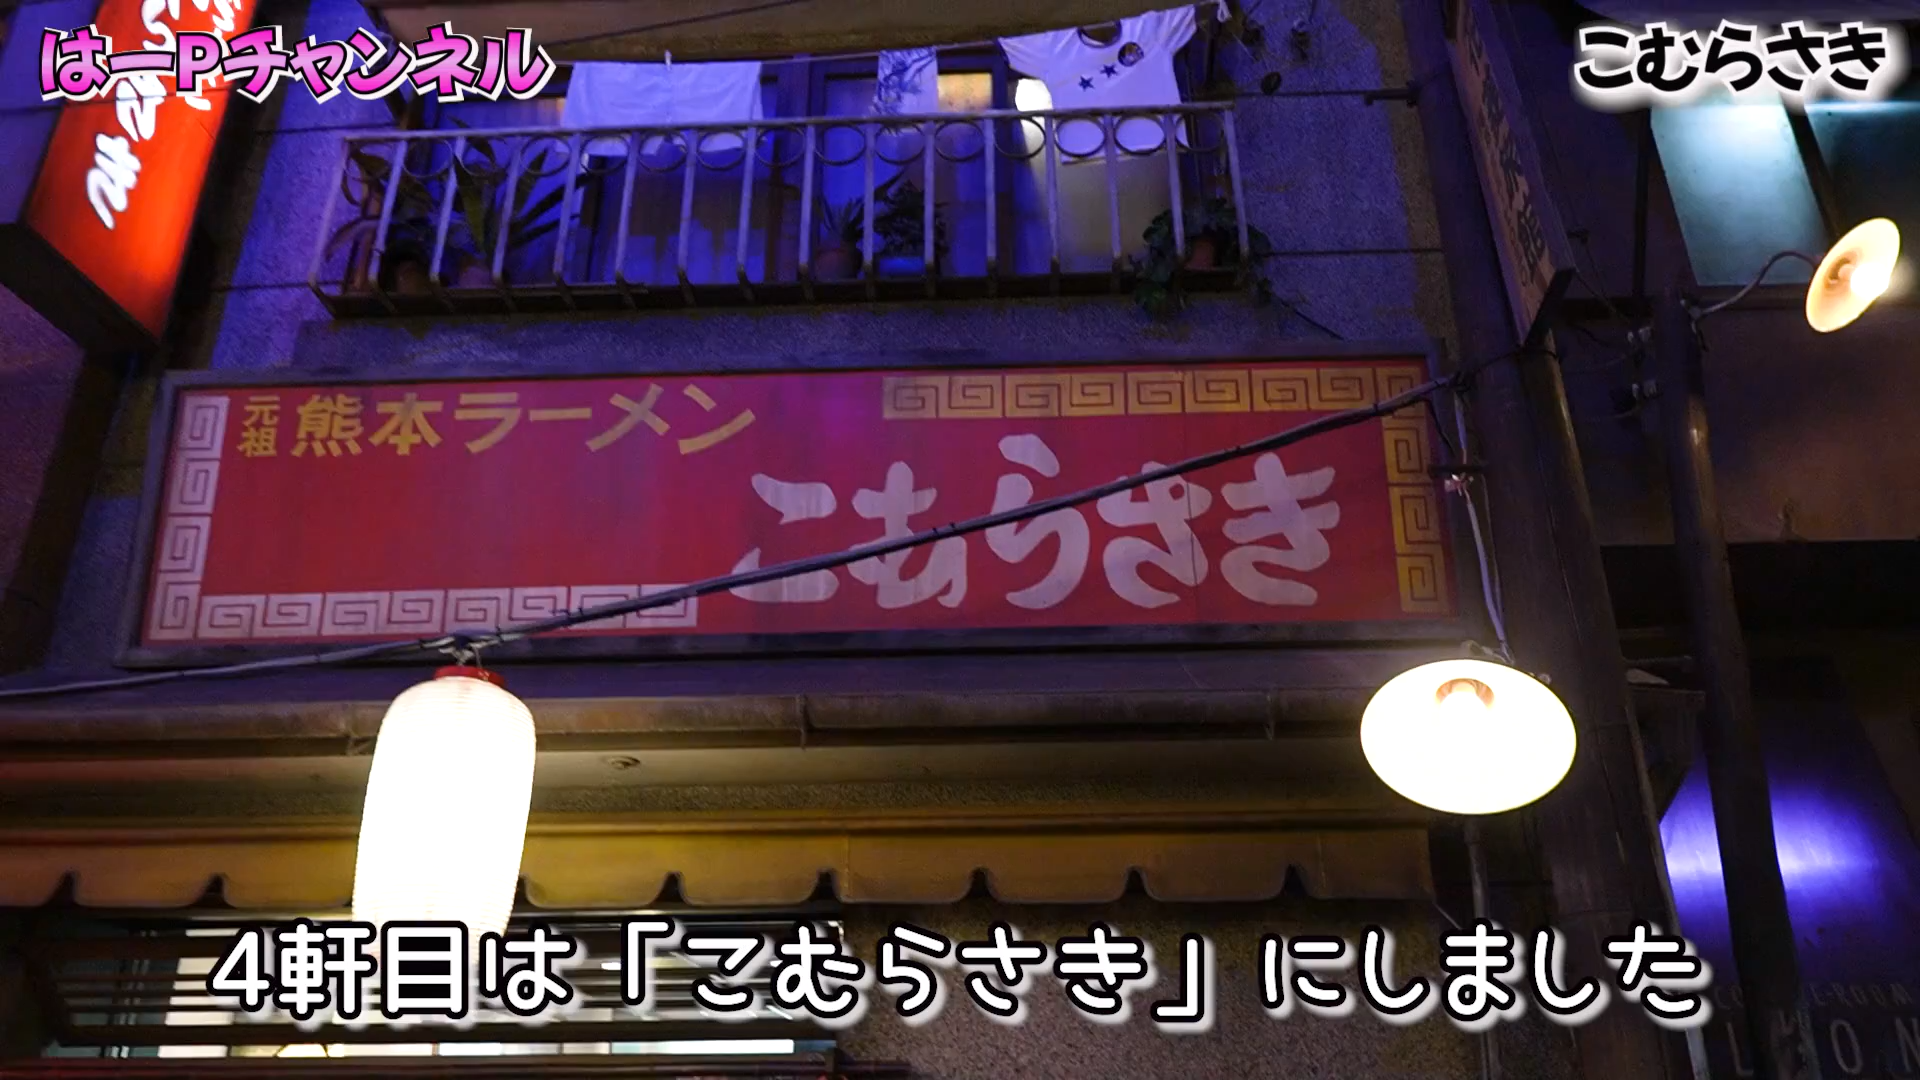 はーPチャンネル
こむらさき
元祖 熊本ラーメン
こむらさき
4軒目は「こむらさき」にしました